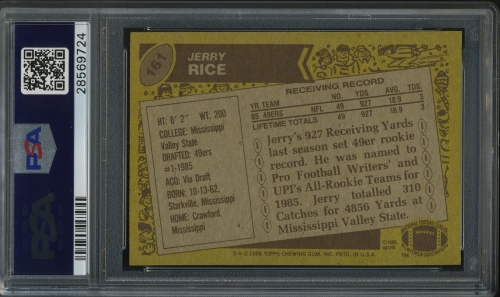 28569724
PSA
161
JERRY
RICE
HT: 6' 2" WT: 200
COLLEGE: Mississippi
Valley State
DRAFTED: 49ers
#1-1985
ACQ: Via Draft
BORN: 10-13-62,
Starkville, Mississippi
HOME: Crawford,
Mississippi
RECEIVING RECORD
YR. TEAM NO. YDS AVG. TDS.
85 49ERS NFL 49 927 18.9 3
LIFETIME TOTALS 49 927 18.9 3
Jerry's 927 Receiving Yards
last season set 49er rookie
record. He was named to
Pro Football Writers' and
UPI's All-Rookie Teams for
1985. Jerry totalled 310
Catches for 4856 Yards at
Mississippi Valley State.
© 1986 TOPPS CHEWING GUM, INC. PRTD. IN U.S.A.